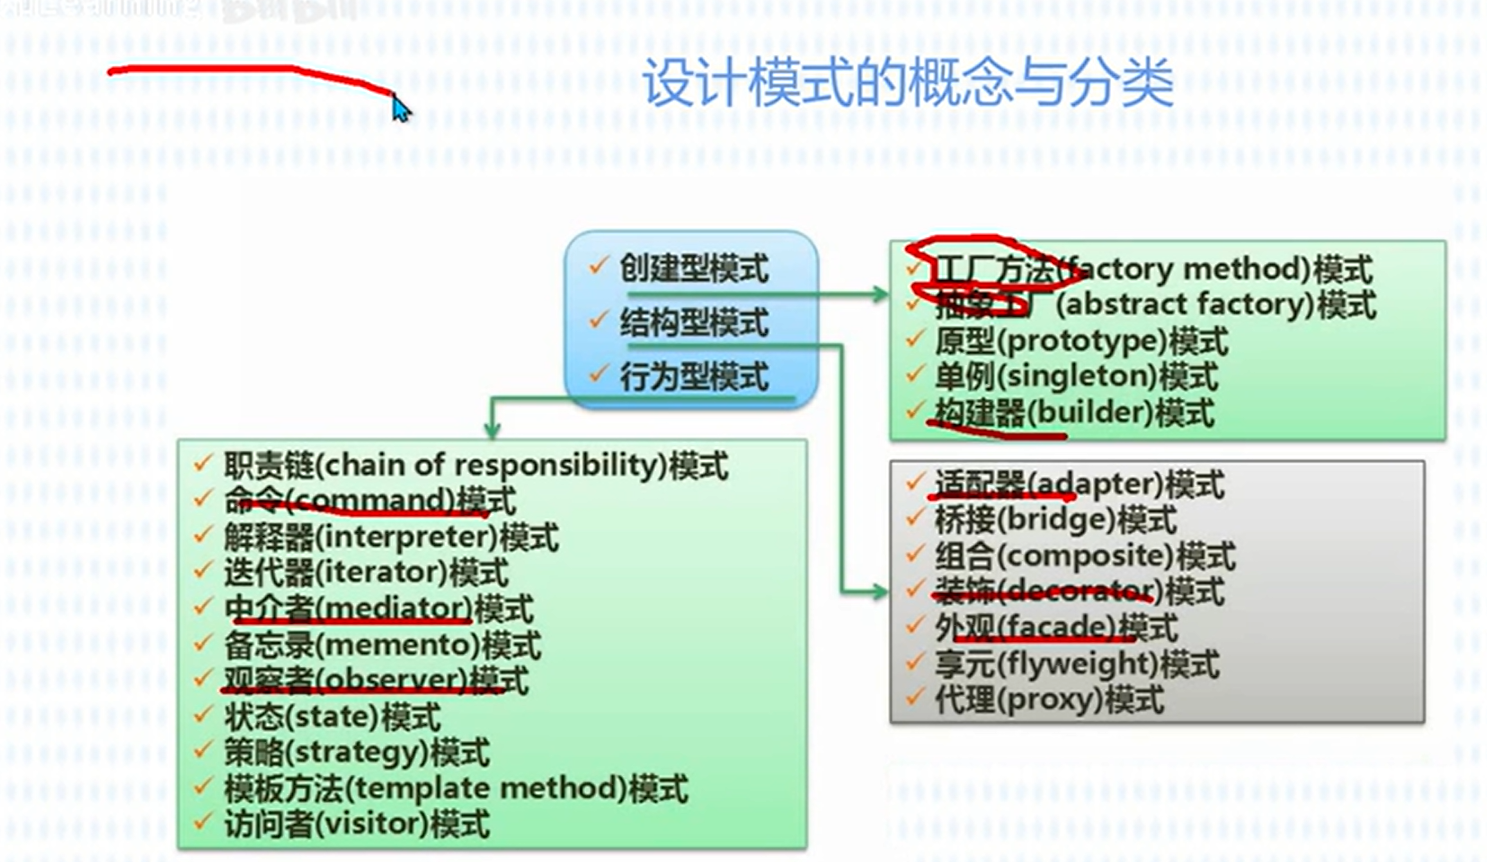 设计模式的概念与分类
创建型模式
结构型模式
行为型模式
工厂方法(factory method)模式
抽象工厂(abstract factory)模式
原型(prototype)模式
单例(singleton)模式
构建器(builder)模式
适配器(adapter)模式
桥接(bridge)模式
组合(composite)模式
装饰(decorator)模式
外观(facade)模式
享元(flyweight)模式
代理(proxy)模式
职责链(chain of responsibility)模式
命令(command)模式
解释器(interpreter)模式
迭代器(iterator)模式
中介者(mediator)模式
备忘录(memento)模式
观察者(observer)模式
状态(state)模式
策略(strategy)模式
模板方法(template method)模式
访问者(visitor)模式